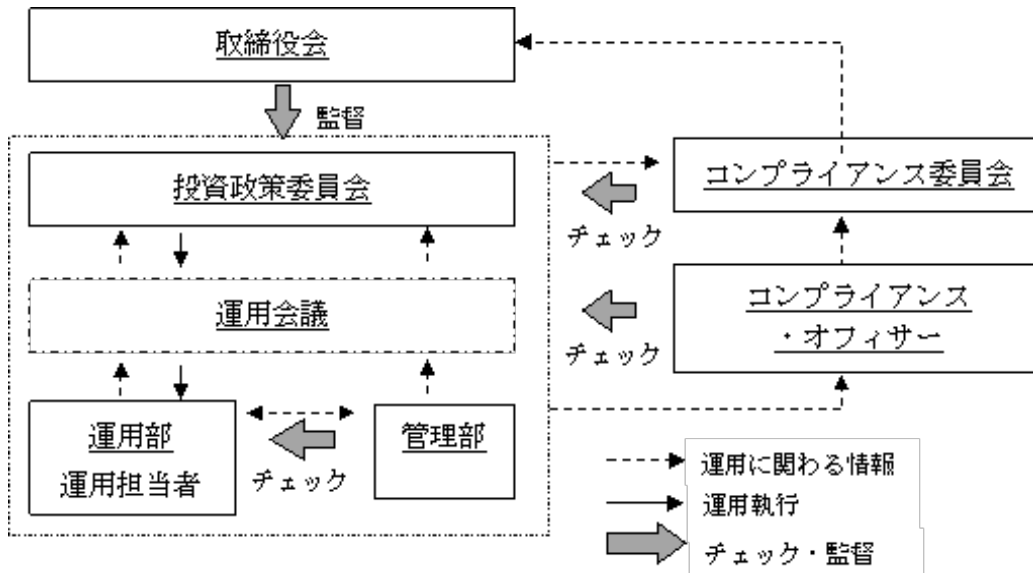 取締役会
監督
投資政策委員会
コンプライアンス委員会
チェック
運用会議
コンプライアンス
・オフィサー
チェック
運用部
運用担当者
チェック
管理部
運用に関わる情報
運用執行
チェック・監督